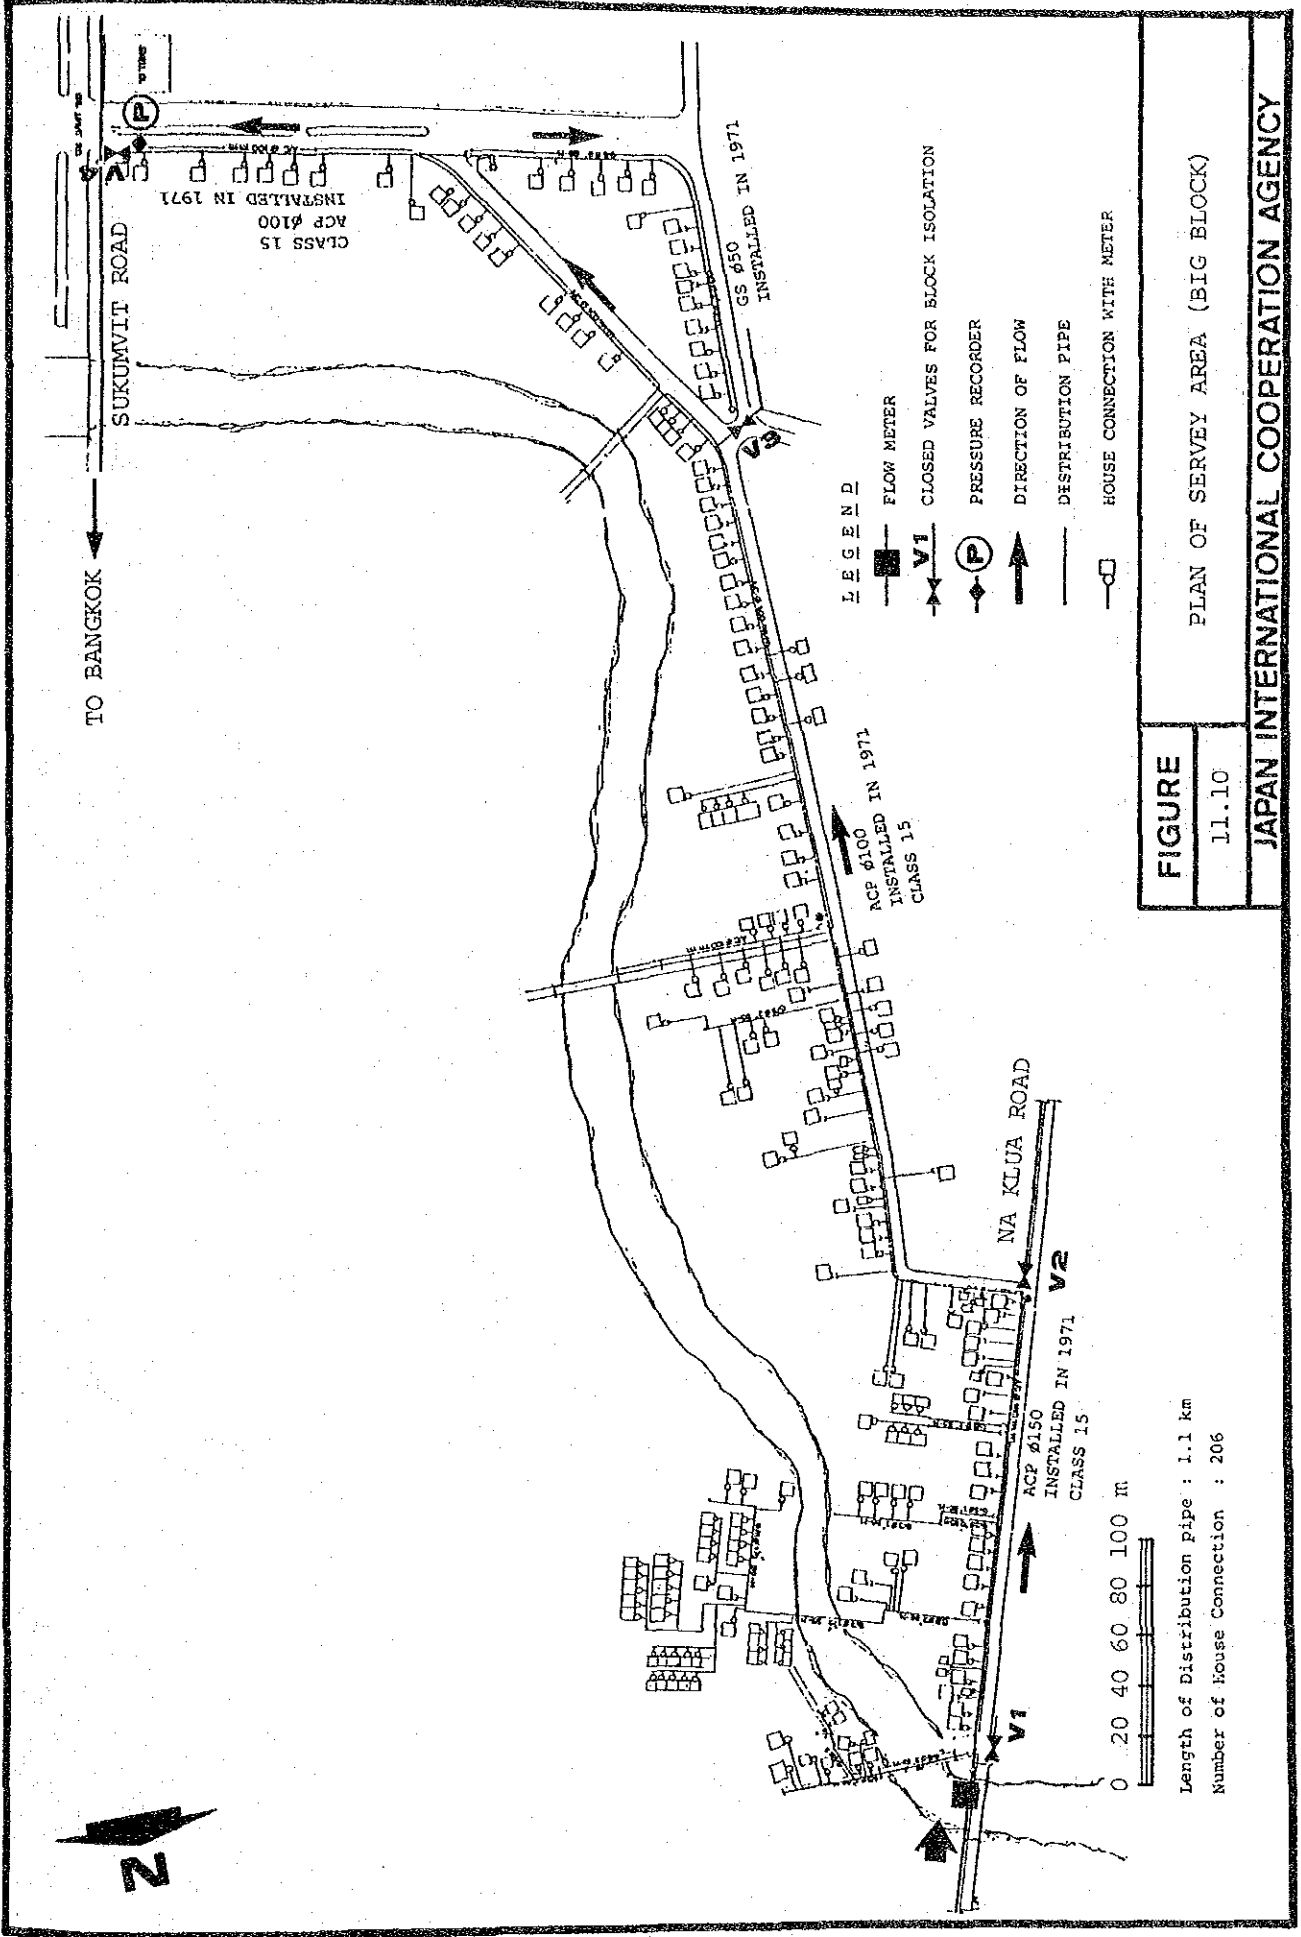 N
TO BANGKOK
SUKUMVIT ROAD
V4
P
CLASS 15
ACP ø100
INSTALLED IN 1971
GS ø50
INSTALLED IN 1971
V3
ACP ø100
INSTALLED IN 1971
CLASS 15
NA KLUA ROAD
V2
ACP ø150
INSTALLED IN 1971
CLASS 15
V1
LEGEND
FLOW METER
V1 CLOSED VALVES FOR BLOCK ISOLATION
P PRESSURE RECORDER
DIRECTION OF FLOW
DISTRIBUTION PIPE
HOUSE CONNECTION WITH METER
0 20 40 60 80 100 m
Length of Distribution pipe : 1.1 km
Number of House Connection : 206
FIGURE
11.10
PLAN OF SERVEY AREA (BIG BLOCK)
JAPAN INTERNATIONAL COOPERATION AGENCY